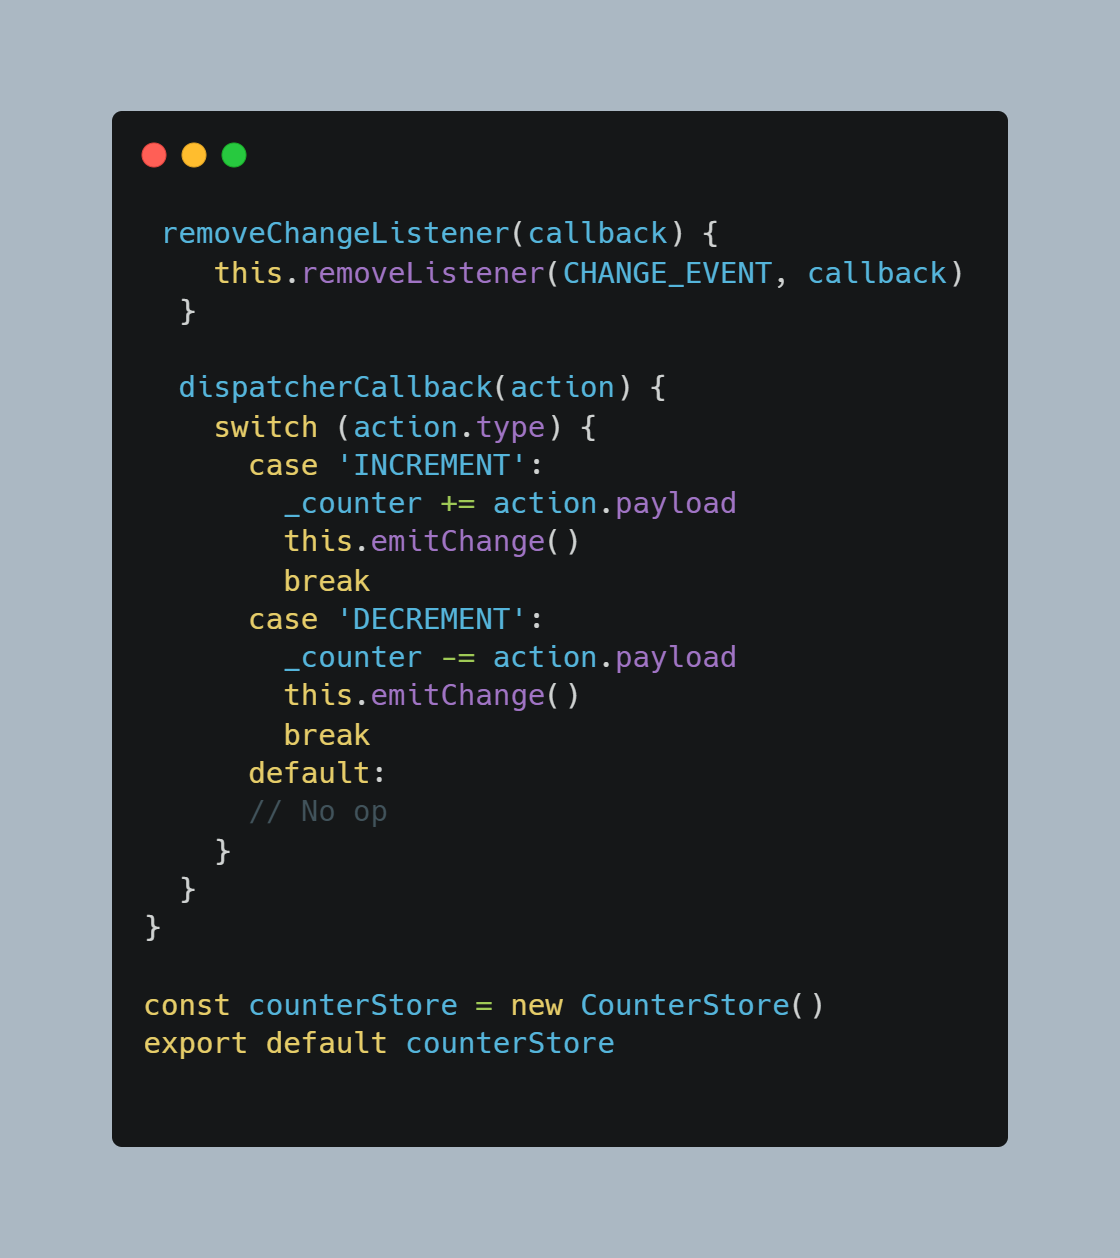 removeChangeListener(callback) {
    this.removeListener(CHANGE_EVENT, callback)
  }

  dispatcherCallback(action) {
    switch (action.type) {
      case 'INCREMENT':
        _counter += action.payload
        this.emitChange()
        break
      case 'DECREMENT':
        _counter -= action.payload
        this.emitChange()
        break
      default:
      // No op
    }
  }
}

const counterStore = new CounterStore()
export default counterStore